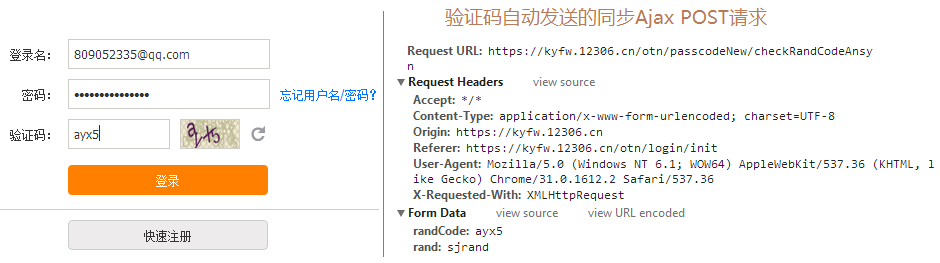 登录名： 809052335@qq.com
密码： ••••••••••••••• 忘记用户名/密码?
验证码： ayx5 ayx5
登录
快速注册
验证码自动发送的同步Ajax POST请求
Request URL: https://kyfw.12306.cn/otn/passcodeNew/checkRandCodeAnsy
n
Request Headers view source
Accept: */*
Content-Type: application/x-www-form-urlencoded; charset=UTF-8
Origin: https://kyfw.12306.cn
Referer: https://kyfw.12306.cn/otn/login/init
User-Agent: Mozilla/5.0 (Windows NT 6.1; WOW64) AppleWebKit/537.36 (KHTML, l
ike Gecko) Chrome/31.0.1612.2 Safari/537.36
X-Requested-With: XMLHttpRequest
Form Data view source view URL encoded
randCode: ayx5
rand: sjrand